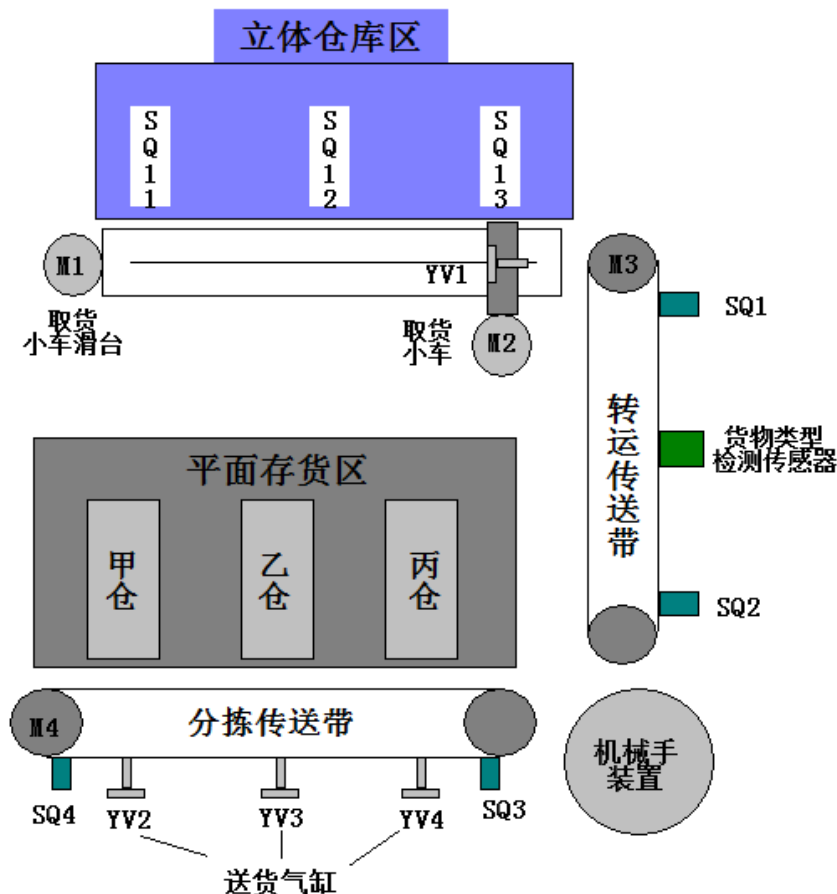 立体仓库区
SQ11
SQ12
SQ13
M1
YV1
M3
取货
小车滑台
取货
小车
M2
SQ1
转运传送带
货物类型
检测传感器
SQ2
平面存货区
甲仓
乙仓
丙仓
M4
分拣传送带
机械手
装置
SQ4
YV2
YV3
YV4
SQ3
送货气缸